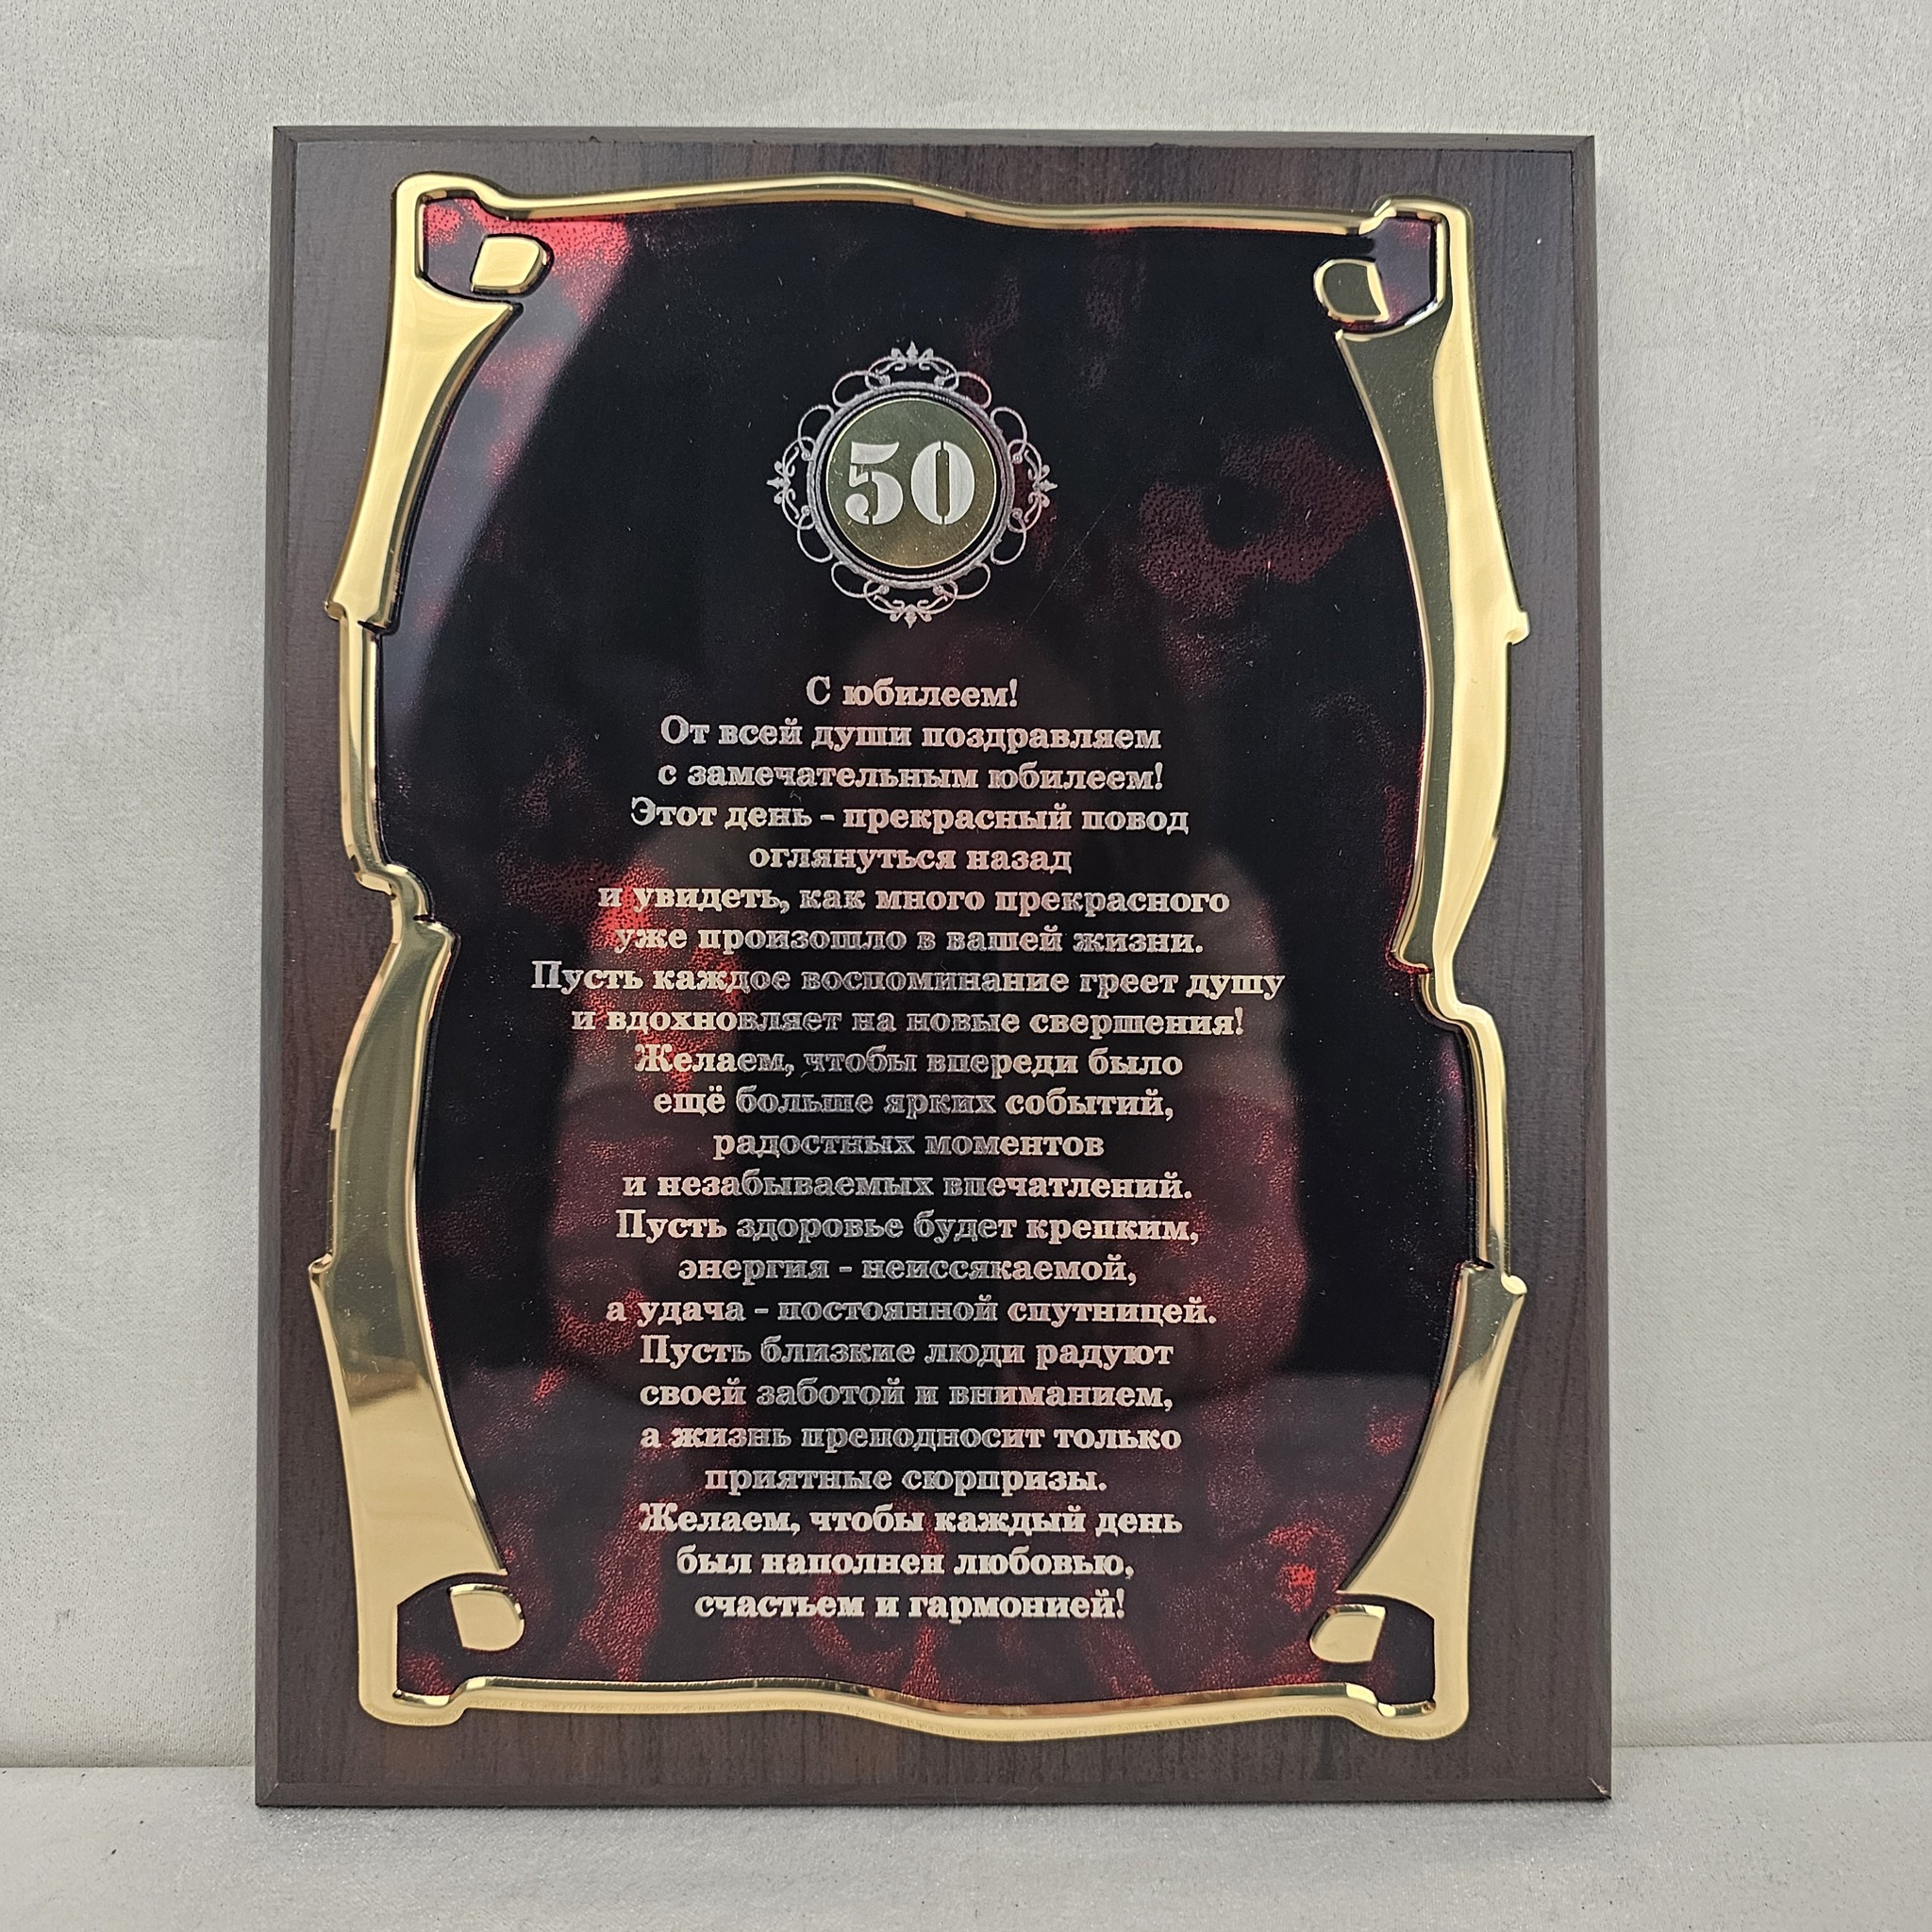 50
С юбилеем!
От всей души поздравляем
с замечательным юбилеем!
Этот день - прекрасный повод
оглянуться назад
и увидеть, как много прекрасного
уже произошло в вашей жизни.
Пусть каждое воспоминание греет душу
и вдохновляет на новые свершения!
Желаем, чтобы впереди было
ещё больше ярких событий,
радостных моментов
и незабываемых впечатлений.
Пусть здоровье будет крепким,
энергия - неиссякаемой,
а удача - постоянной спутницей.
Пусть близкие люди радуют
своей заботой и вниманием,
а жизнь преподносит только
приятные сюрпризы.
Желаем, чтобы каждый день
был наполнен любовью,
счастьем и гармонией!